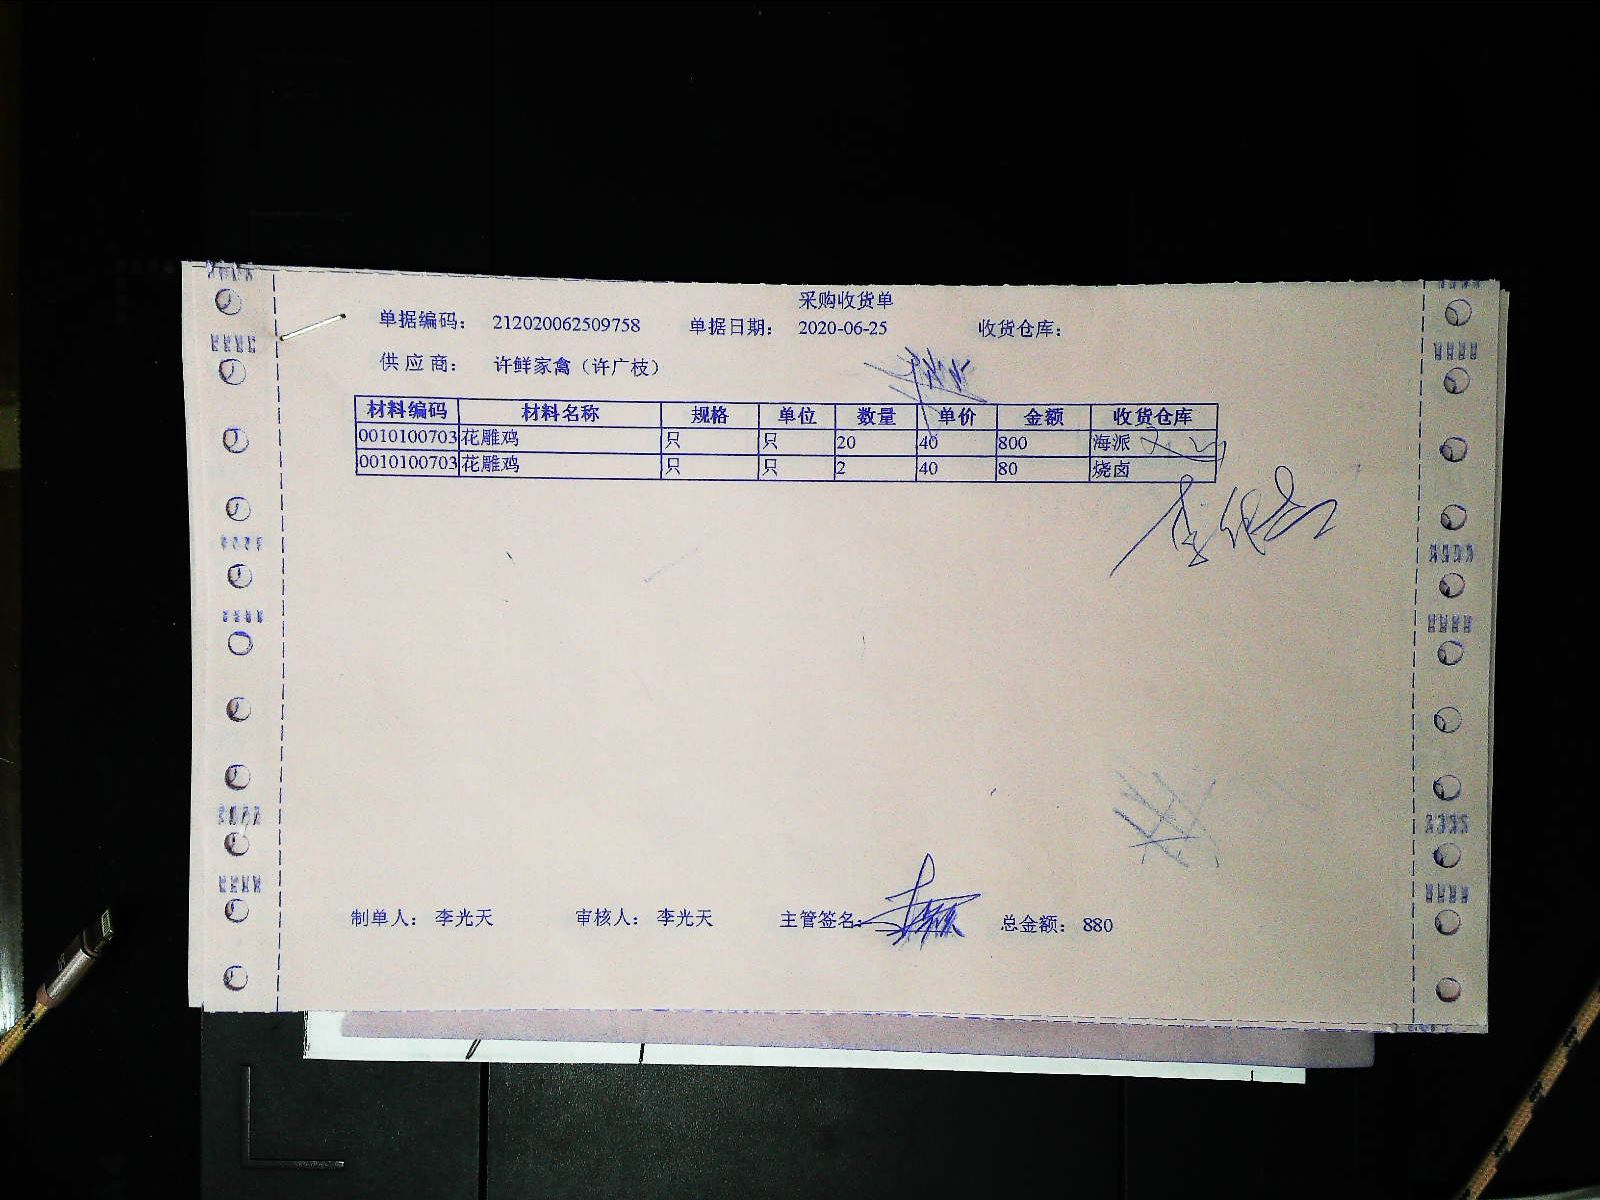 采购收货单
单据编码： 212020062509758 单据日期： 2020-06-25 收货仓库：
供应商： 许鲜家禽（许广枝）
材料编码 材料名称 规格 单位 数量 单价 金额 收货仓库
0010100703 花雕鸡 只 只 20 40 800 海派
0010100703 花雕鸡 只 只 2 40 80 烧卤
制单人： 李光天 审核人： 李光天 主管签名： 总金额： 880